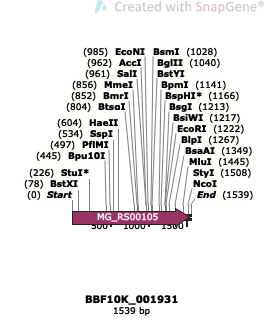 Created with SnapGene®
(985) EcoNI BsmI (1028)
(962) AccI BglII (1040)
(961) SalI BstYI
(856) MmeI BpmI (1141)
(852) BmrI BspHI* (1166)
(804) BtsαI BsgI (1213)
BsiWI (1217)
(604) HaeII EcoRI (1222)
(534) SspI BlpI (1267)
(497) PflMI BsaAI (1349)
(445) Bpu10I MluI (1445)
(226) StuI* StyI (1508)
(78) BstXI NcoI
(0) Start End (1539)
MG_RS00105
500 1000 1500
BBF10K_001931
1539 bp